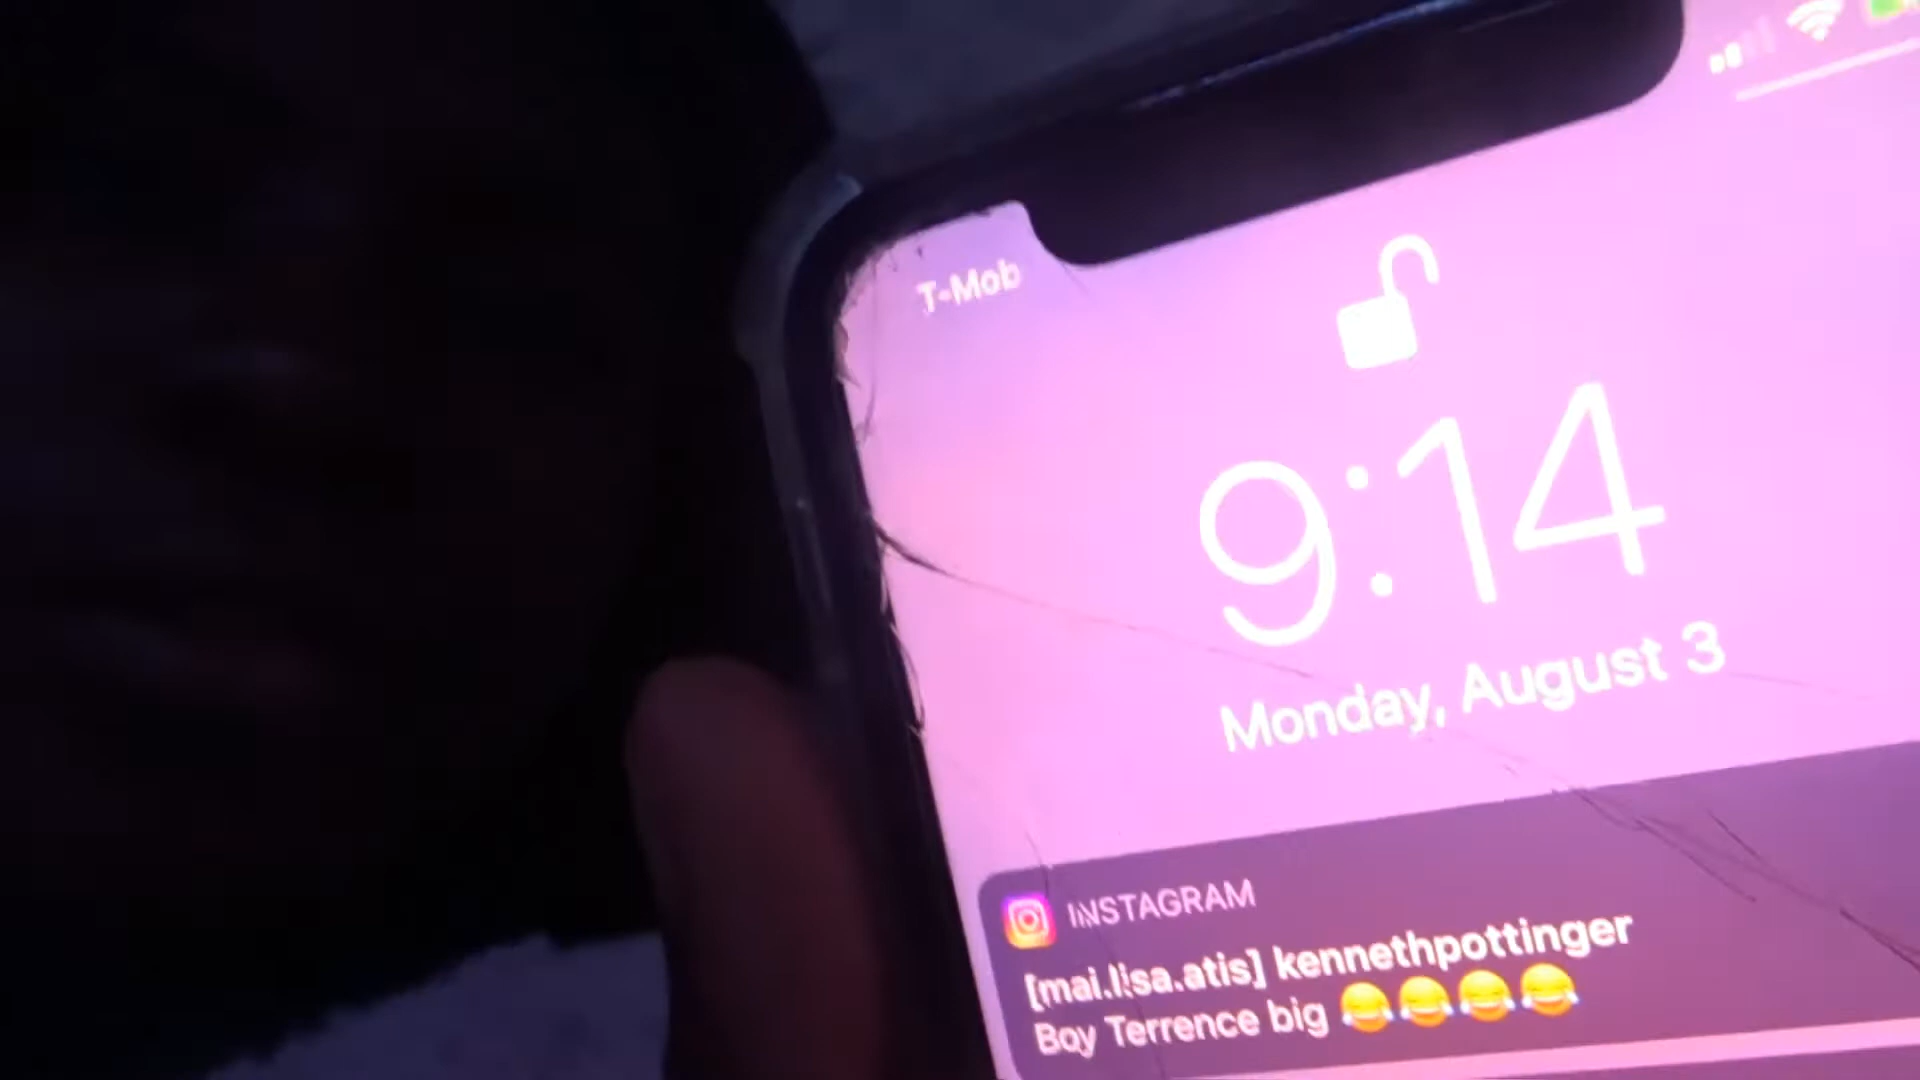 T-Mob
9:14
Monday, August 3
INSTAGRAM
[mai.lisa.atis] kennethpottinger
Boy Terrence big 😂😂😂😂